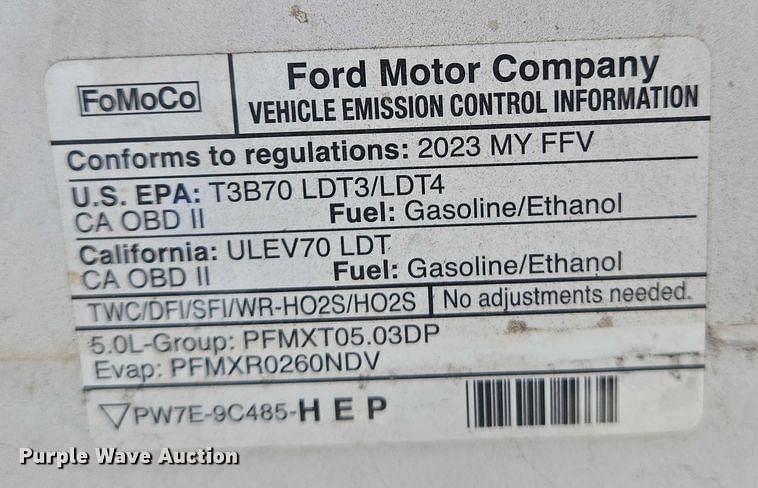 FoMoCo
Ford Motor Company
VEHICLE EMISSION CONTROL INFORMATION
Conforms to regulations: 2023 MY FFV
U.S. EPA: T3B70 LDT3/LDT4
CA OBD II Fuel: Gasoline/Ethanol
California: ULEV70 LDT
CA OBD II Fuel: Gasoline/Ethanol
TWC/DFI/SFI/WR-HO2S/HO2S No adjustments needed.
5.0L-Group: PFMXT05.03DP
Evap: PFMXR0260NDV
PW7E-9C485-HEP
Purple Wave Auction